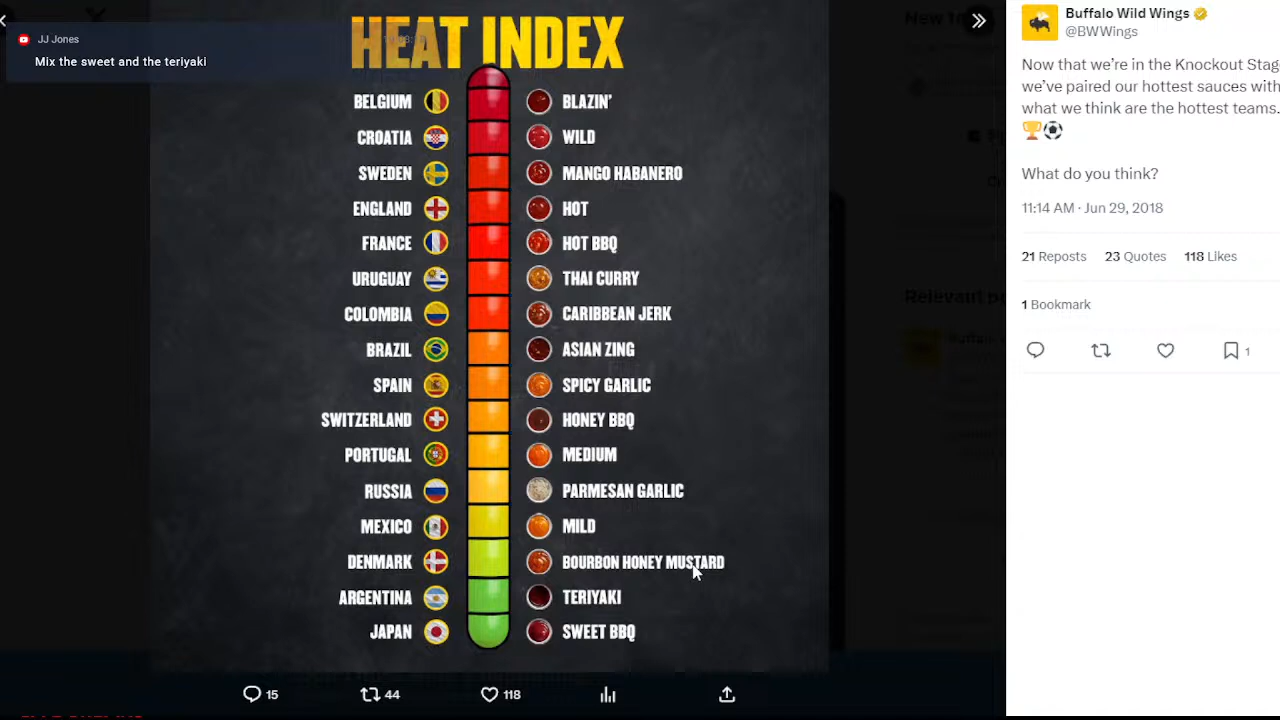 HEAT INDEX
JJ Jones
Mix the sweet and the teriyaki
BELGIUM BLAZIN'
CROATIA WILD
SWEDEN MANGO HABANERO
ENGLAND HOT
FRANCE HOT BBQ
URUGUAY THAI CURRY
COLOMBIA CARIBBEAN JERK
BRAZIL ASIAN ZING
SPAIN SPICY GARLIC
SWITZERLAND HONEY BBQ
PORTUGAL MEDIUM
RUSSIA PARMESAN GARLIC
MEXICO MILD
DENMARK BOURBON HONEY MUSTARD
ARGENTINA TERIYAKI
JAPAN SWEET BBQ
15 44 118
Buffalo Wild Wings
@BWWings
Now that we're in the Knockout Stag
we've paired our hottest sauces with
what we think are the hottest teams.
What do you think?
11:14 AM · Jun 29, 2018
21 Reposts 23 Quotes 118 Likes
1 Bookmark
1